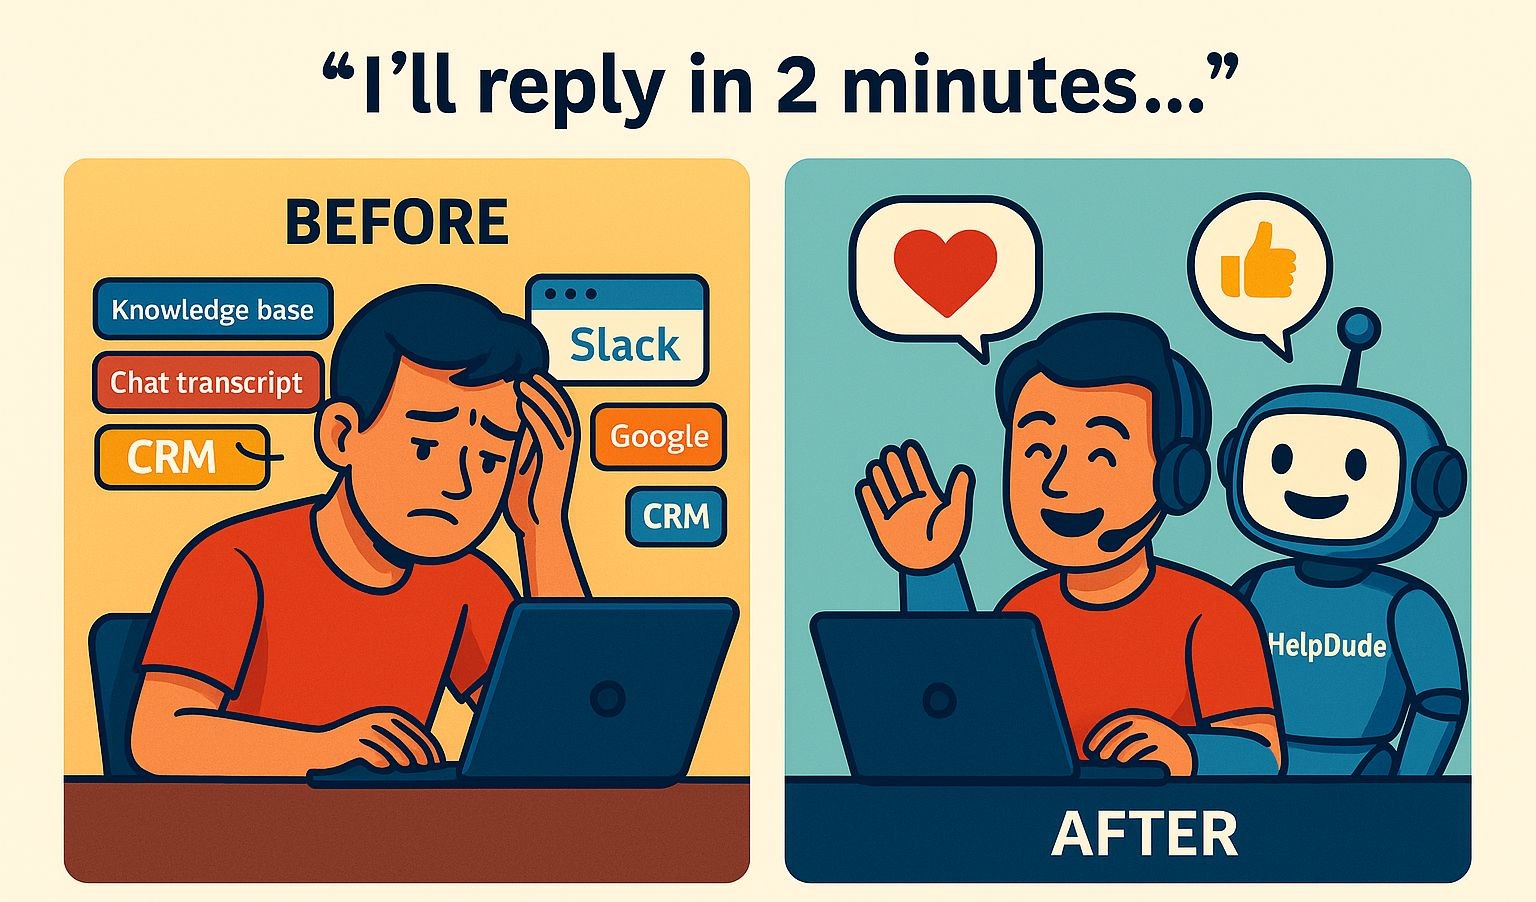 “I’ll reply in 2 minutes...”
BEFORE
Knowledge base
Chat transcript
CRM
Slack
Google
CRM
HelpDude
AFTER